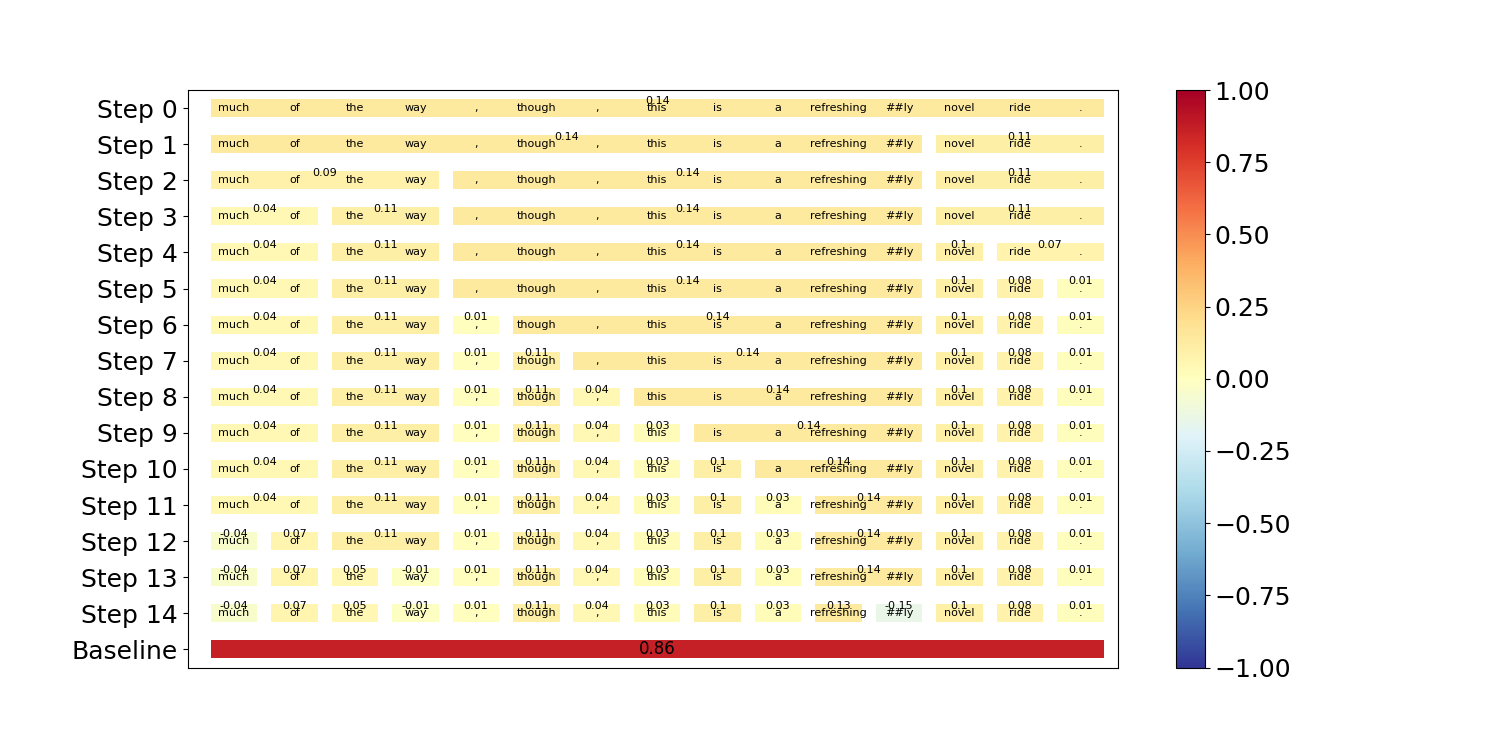 0.14
Step 0 much of the way , though , this is a refreshing ##ly novel ride .
0.14 0.11
Step 1 much of the way , though , this is a refreshing ##ly novel ride .
0.09 0.14 0.11
Step 2 much of the way , though , this is a refreshing ##ly novel ride .
0.04 0.11 0.14 0.11
Step 3 much of the way , though , this is a refreshing ##ly novel ride .
0.04 0.11 0.14 0.1 0.07
Step 4 much of the way , though , this is a refreshing ##ly novel ride .
0.04 0.11 0.14 0.1 0.08 0.01
Step 5 much of the way , though , this is a refreshing ##ly novel ride .
0.04 0.11 0.01 0.14 0.1 0.08 0.01
Step 6 much of the way , though , this is a refreshing ##ly novel ride .
0.04 0.11 0.01 0.11 0.14 0.1 0.08 0.01
Step 7 much of the way , though , this is a refreshing ##ly novel ride .
0.04 0.11 0.01 0.11 0.04 0.14 0.1 0.08 0.01
Step 8 much of the way , though , this is a refreshing ##ly novel ride .
0.04 0.11 0.01 0.11 0.04 0.03 0.14 0.1 0.08 0.01
Step 9 much of the way , though , this is a refreshing ##ly novel ride .
0.04 0.11 0.01 0.11 0.04 0.03 0.1 0.14 0.1 0.08 0.01
Step 10 much of the way , though , this is a refreshing ##ly novel ride .
0.04 0.11 0.01 0.11 0.04 0.03 0.1 0.03 0.14 0.1 0.08 0.01
Step 11 much of the way , though , this is a refreshing ##ly novel ride .
-0.04 0.07 0.11 0.01 0.11 0.04 0.03 0.1 0.03 0.14 0.1 0.08 0.01
Step 12 much of the way , though , this is a refreshing ##ly novel ride .
-0.04 0.07 0.05 -0.01 0.01 0.11 0.04 0.03 0.1 0.03 0.14 0.1 0.08 0.01
Step 13 much of the way , though , this is a refreshing ##ly novel ride .
-0.04 0.07 0.05 -0.01 0.01 0.11 0.04 0.03 0.1 0.03 0.13 -0.15 0.1 0.08 0.01
Step 14 much of the way , though , this is a refreshing ##ly novel ride .
Baseline 0.86
1.00
0.75
0.50
0.25
0.00
−0.25
−0.50
−0.75
−1.00